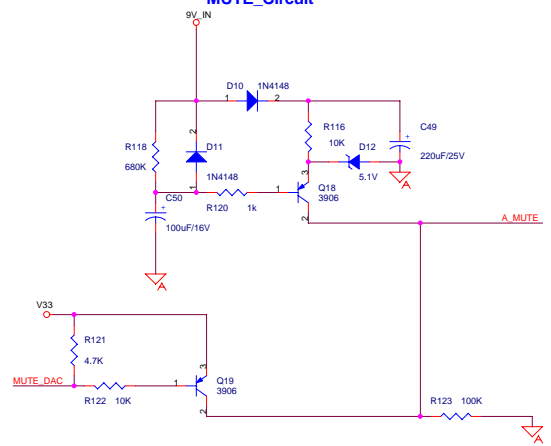 MUTE_Circuit
9V_IN
D10
1N4148
1
2
R118
680K
2
D11
1N4148
1
R116
10K
C49
+
220uF/25V
D12
5.1V
3
C50
+
100uF/16V
R120
1k
1
Q18
3906
2
A
A
A_MUTE
V33
R121
4.7K
MUTE_DAC
R122
10K
1
3
Q19
3906
2
R123
100K
A